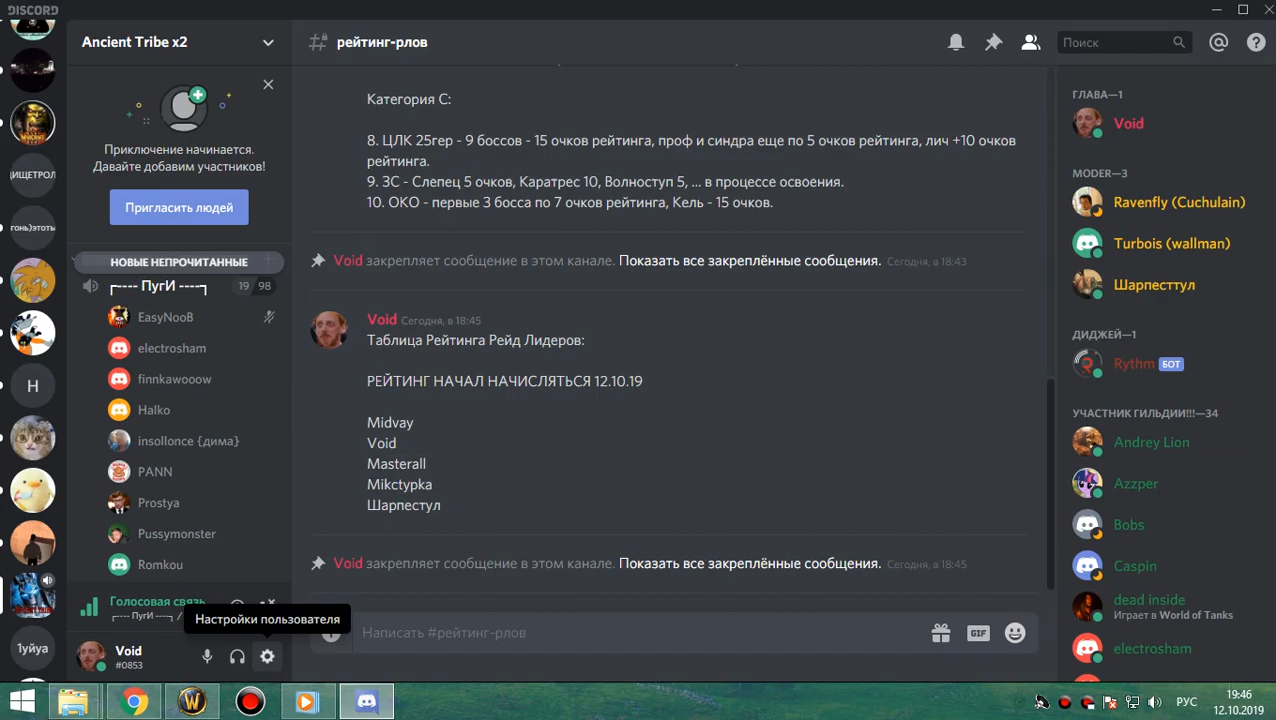 DISCORD
Ancient Tribe x2
рейтинг-рлов
Поиск
Приключение начинается.
Давайте добавим участников!
Пригласить людей
НОВЫЕ НЕПРОЧИТАННЫЕ
ПугИ
19 98
EasyNooB
electrosham
finnkawooow
Halko
insollonce {дима}
PANN
Prostya
Pussymonster
Romkou
Голосовая связь
ПугИ
Настройки пользователя
Void
#0853
ДИЩЕТРОЛ
гонь)этоты
Н
1уйуа
Категория С:
8. ЦЛК 25гер - 9 боссов - 15 очков рейтинга, проф и синдра еще по 5 очков рейтинга, лич +10 очков
рейтинга.
9. ЗС - Слепец 5 очков, Каратрес 10, Волноступ 5, ... в процессе освоения.
10. ОКО - первые 3 босса по 7 очков рейтинга, Кель - 15 очков.
Void закрепляет сообщение в этом канале. Показать все закреплённые сообщения. Сегодня, в 18:43
Void Сегодня, в 18:45
Таблица Рейтинга Рейд Лидеров:
РЕЙТИНГ НАЧАЛ НАЧИСЛЯТЬСЯ 12.10.19
Midvay
Void
Masterall
Mikctypka
Шарпестул
Void закрепляет сообщение в этом канале. Показать все закреплённые сообщения. Сегодня, в 18:45
Написать #рейтинг-рлов
GIF
ГЛАВА—1
Void
MODER—3
Ravenfly (Cuchulain)
Turbois (wallman)
Шарпесттул
ДИДЖЕЙ—1
Rythm БОТ
УЧАСТНИК ГИЛЬДИИ!!!—34
Andrey Lion
Azzper
Bobs
Caspin
dead inside
Играет в World of Tanks
electrosham
РУС
19:46
12.10.2019